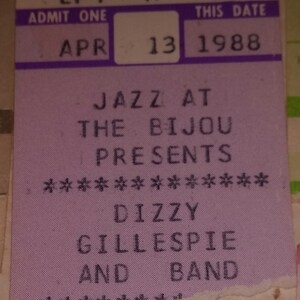 ADMIT ONE THIS DATE
APR 13 1988
JAZZ AT
THE BIJOU
PRESENTS
**************
DIZZY
GILLESPIE
AND BAND